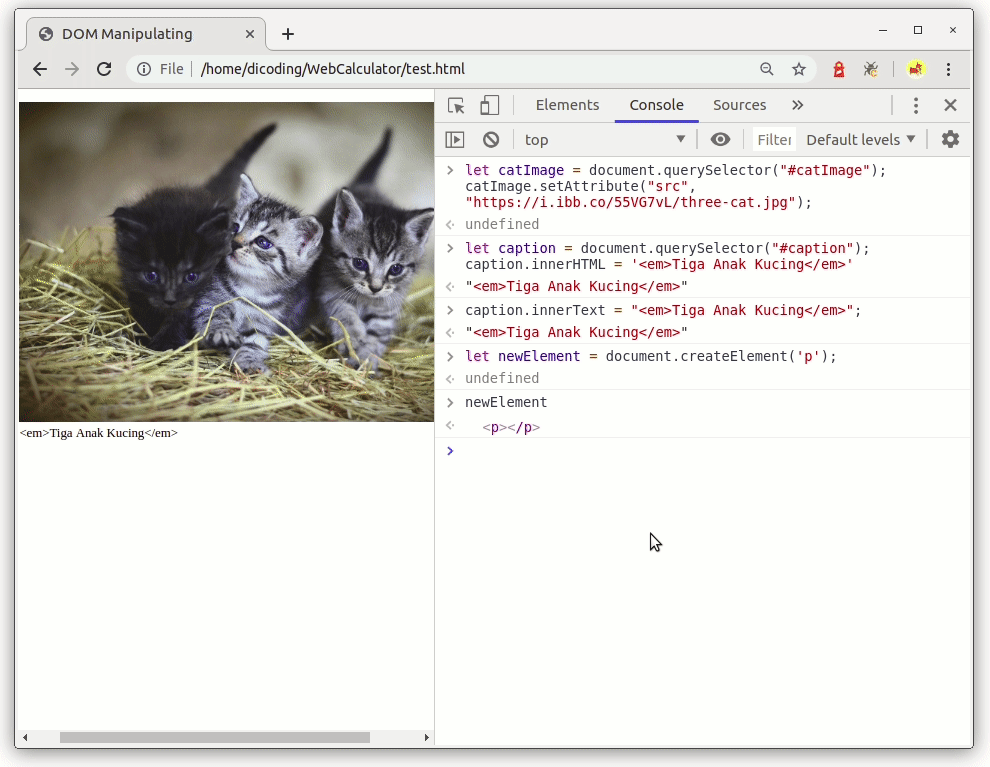 DOM Manipulating
File /home/dicoding/WebCalculator/test.html
Elements Console Sources
top Filter Default levels
let catImage = document.querySelector("#catImage");
catImage.setAttribute("src",
"https://i.ibb.co/55VG7vL/three-cat.jpg");
undefined
let caption = document.querySelector("#caption");
caption.innerHTML = '<em>Tiga Anak Kucing</em>'
"<em>Tiga Anak Kucing</em>"
caption.innerText = "<em>Tiga Anak Kucing</em>";
"<em>Tiga Anak Kucing</em>"
let newElement = document.createElement('p');
undefined
newElement
<p></p>
<em>Tiga Anak Kucing</em>